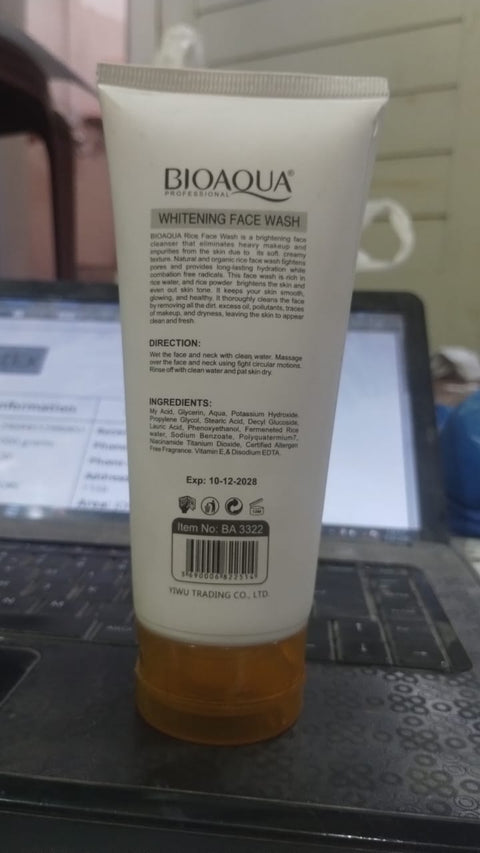 BIOAQUA®
PROFESSIONAL
WHITENING FACE WASH
BIOAQUA Rice Face Wash is a brightening face
cleanser that eliminates heavy makeup and
impurities from the skin due to its soft, creamy
texture. Natural and organic rice face wash tightens
pores and provides long-lasting hydration while
combation free radicals. This face wash is rich in
rice water, and rice powder brightens the skin and
even out skin tone. It keeps your skin smooth,
glowing, and healthy. It thoroughly cleans the face
by removing all the dirt, excess oil, pollutants, traces
of makeup, and dryness, leaving the skin to appear
clean and fresh.
DIRECTION:
Wet the face and neck with clean water. Massage
over the face and neck using fight circular motions.
Rinse off with clean water and pat skin dry.
INGREDIENTS:
My Acid, Glycerin, Aqua, Potassium Hydroxide,
Propylene Glycol, Stearic Acid, Decyl Glucoside,
Lauric Acid, Phenoxyethanol, Fermeneted Rice
water, Sodium Benzoate, Polyquatemium7,
Niacinamide Titanium Dioxide, Certified Allergen
Free Fragrance. Vitamin E,& Disodium EDTA.
Exp: 10-12-2028
Item No: BA 3322
YIWU TRADING CO., LTD.
nformation